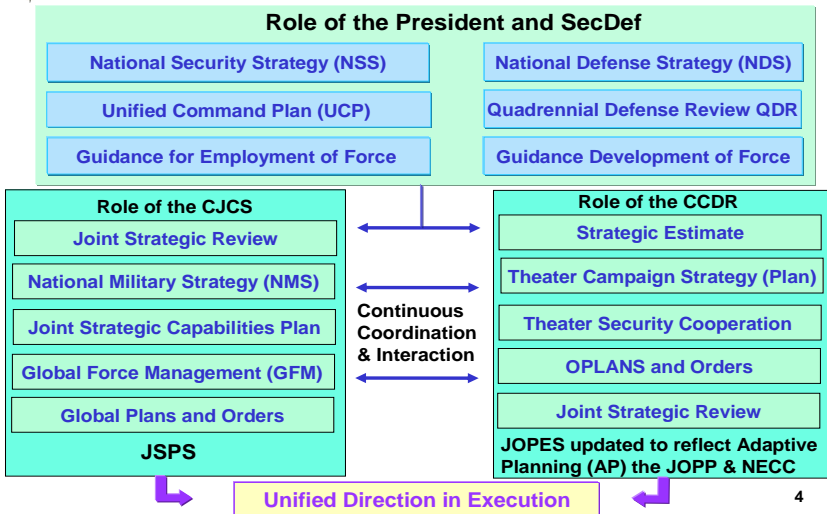 Role of the President and SecDef
National Security Strategy (NSS)
National Defense Strategy (NDS)
Unified Command Plan (UCP)
Quadrennial Defense Review QDR
Guidance for Employment of Force
Guidance Development of Force
Role of the CJCS
Joint Strategic Review
National Military Strategy (NMS)
Joint Strategic Capabilities Plan
Global Force Management (GFM)
Global Plans and Orders
JSPS
Continuous
Coordination
& Interaction
Role of the CCDR
Strategic Estimate
Theater Campaign Strategy (Plan)
Theater Security Cooperation
OPLANS and Orders
Joint Strategic Review
JOPES updated to reflect Adaptive
Planning (AP) the JOPP & NECC
Unified Direction in Execution
4